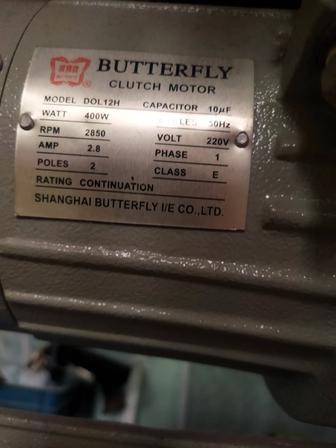 BUTTERFLY
CLUTCH MOTOR
MODEL DOL12H CAPACITOR 10µF
WATT 400W 50Hz
RPM 2850 VOLT 220V
AMP 2.8 PHASE 1
POLES 2 CLASS E
RATING CONTINUATION
SHANGHAI BUTTERFLY I/E CO.,LTD.